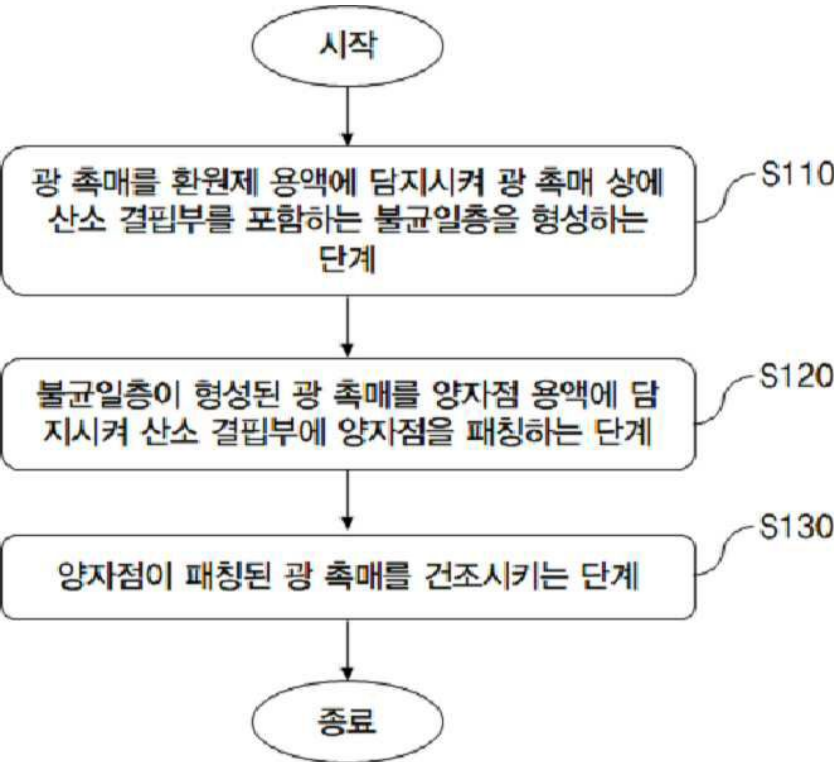 시작
광 촉매를 환원제 용액에 담지시켜 광 촉매 상에
산소 결핍부를 포함하는 불균일층을 형성하는
단계
S110
불균일층이 형성된 광 촉매를 양자점 용액에 담
지시켜 산소 결핍부에 양자점을 패칭하는 단계
S120
양자점이 패칭된 광 촉매를 건조시키는 단계
S130
종료